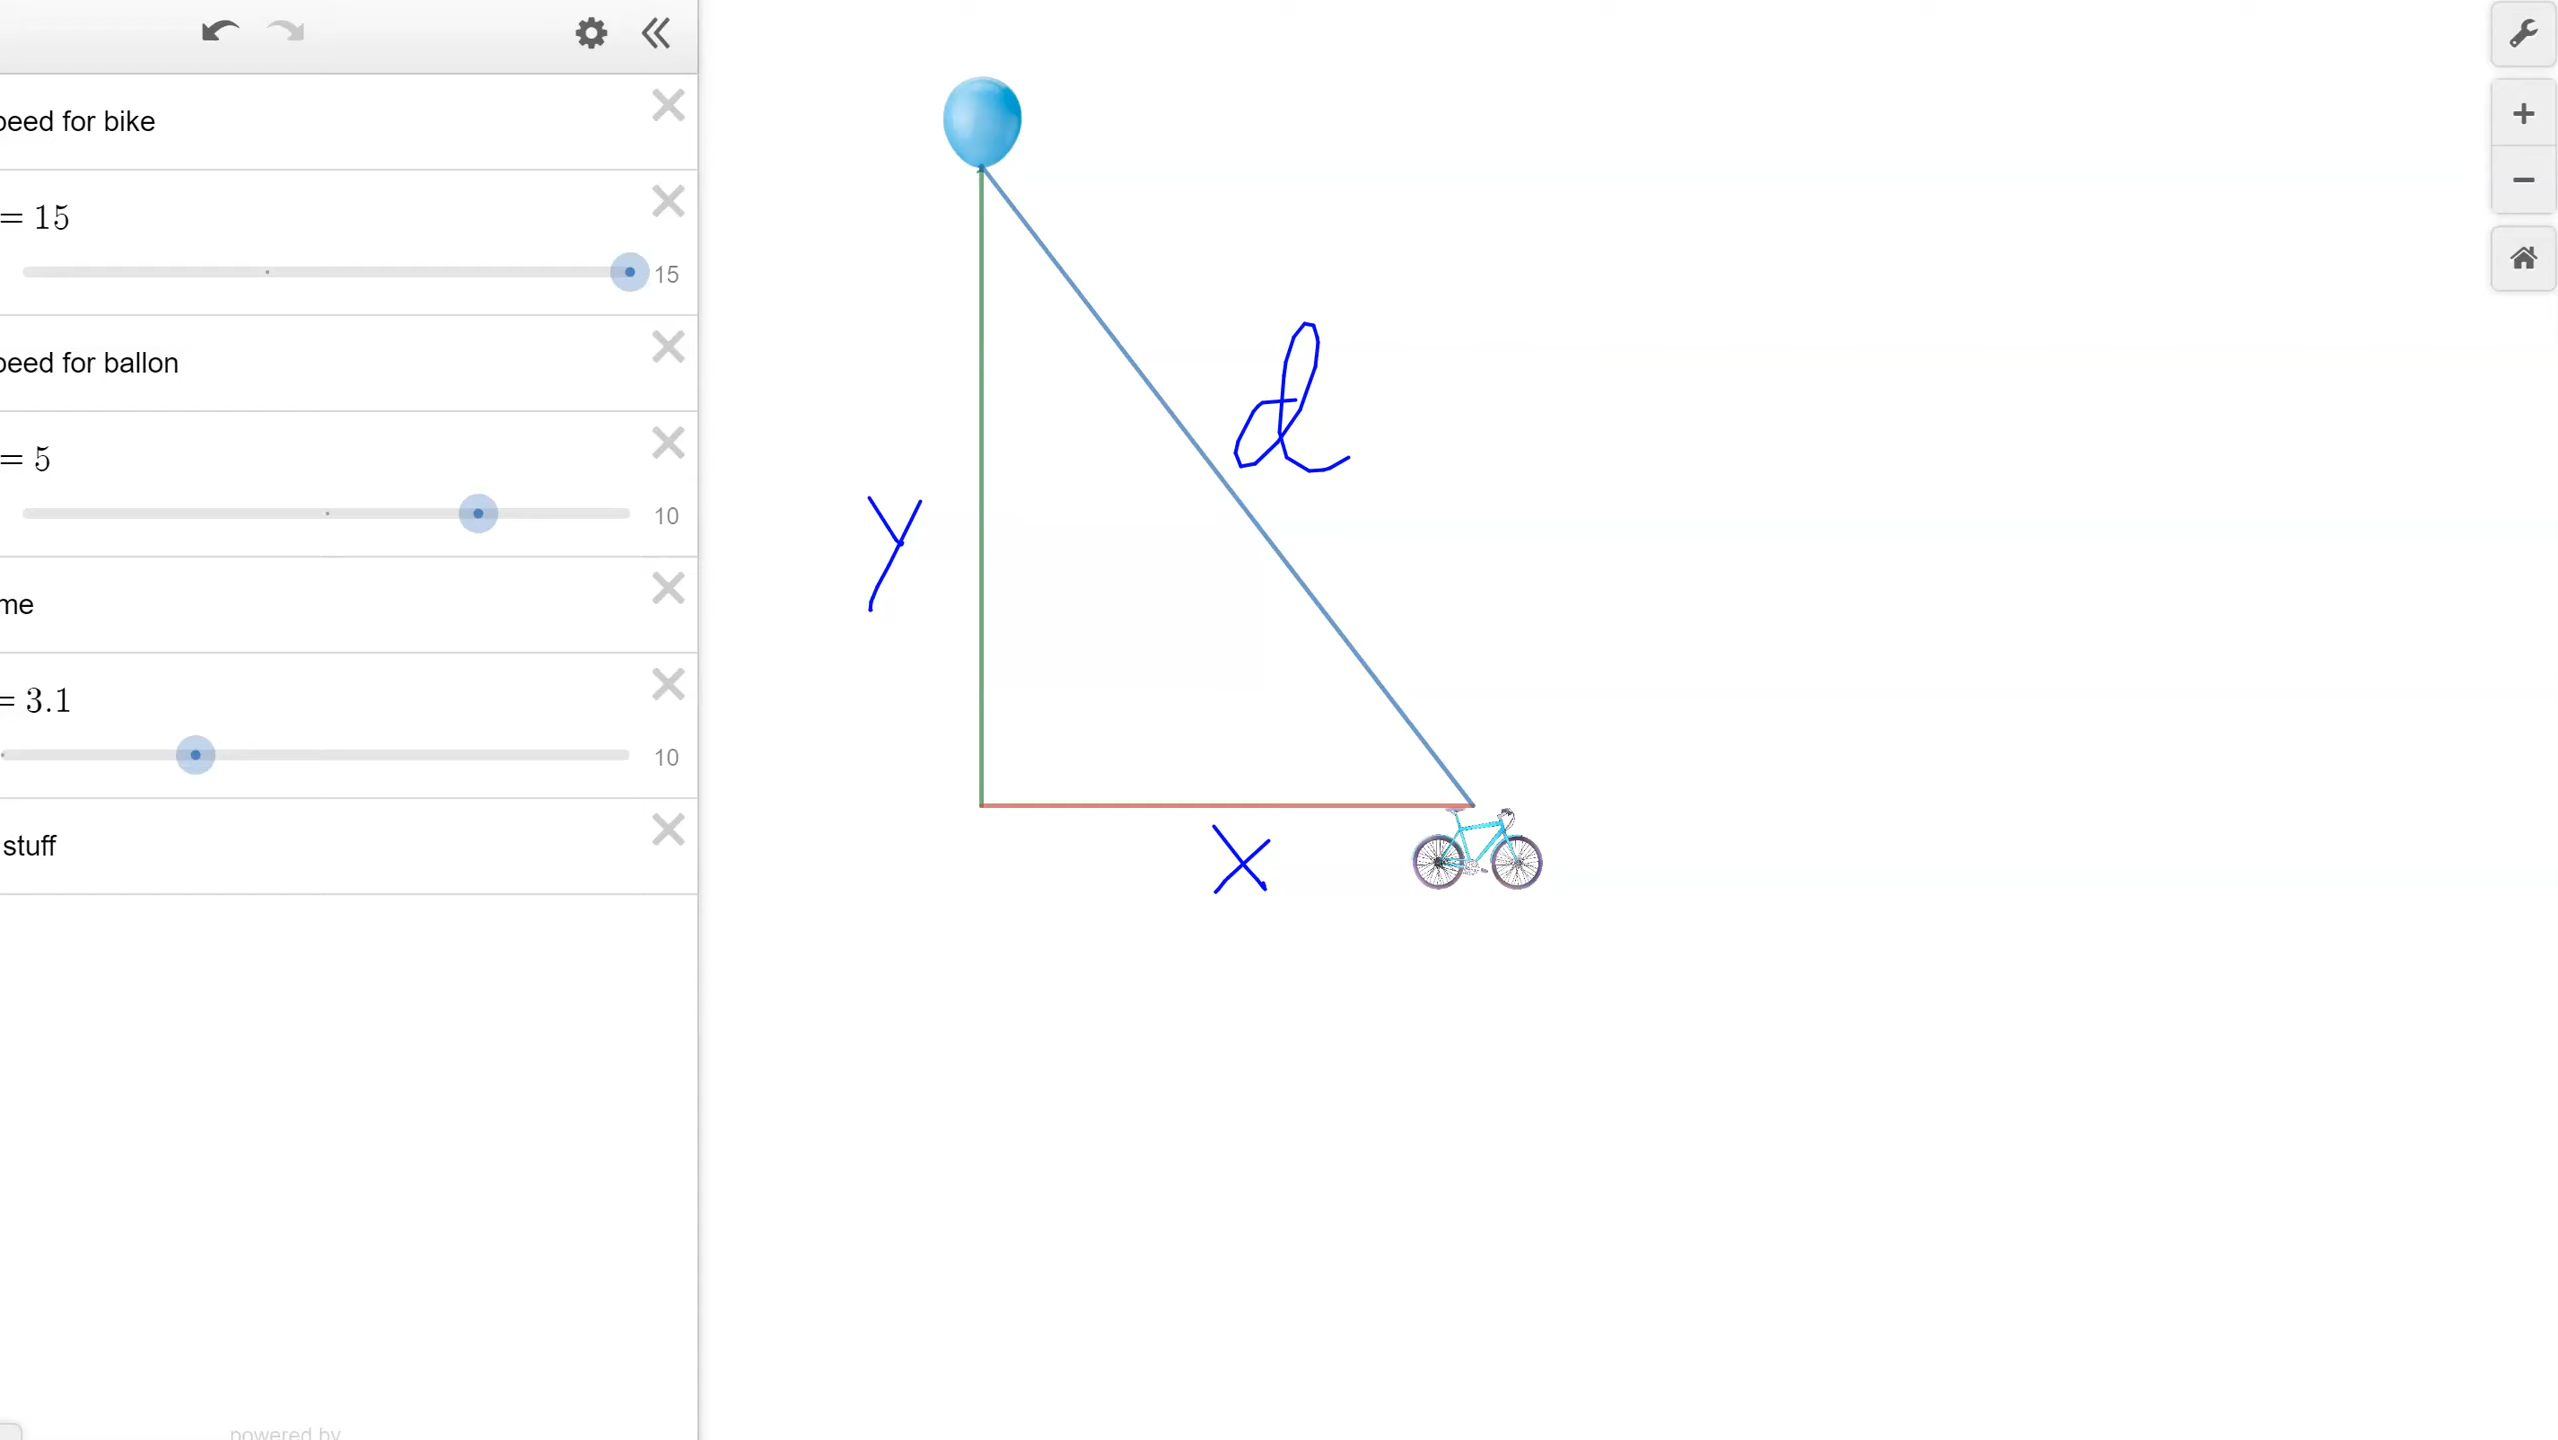 peed for bike
= 15
15
peed for ballon
= 5
10
me
= 3.1
10
stuff
powered by
d
y
x